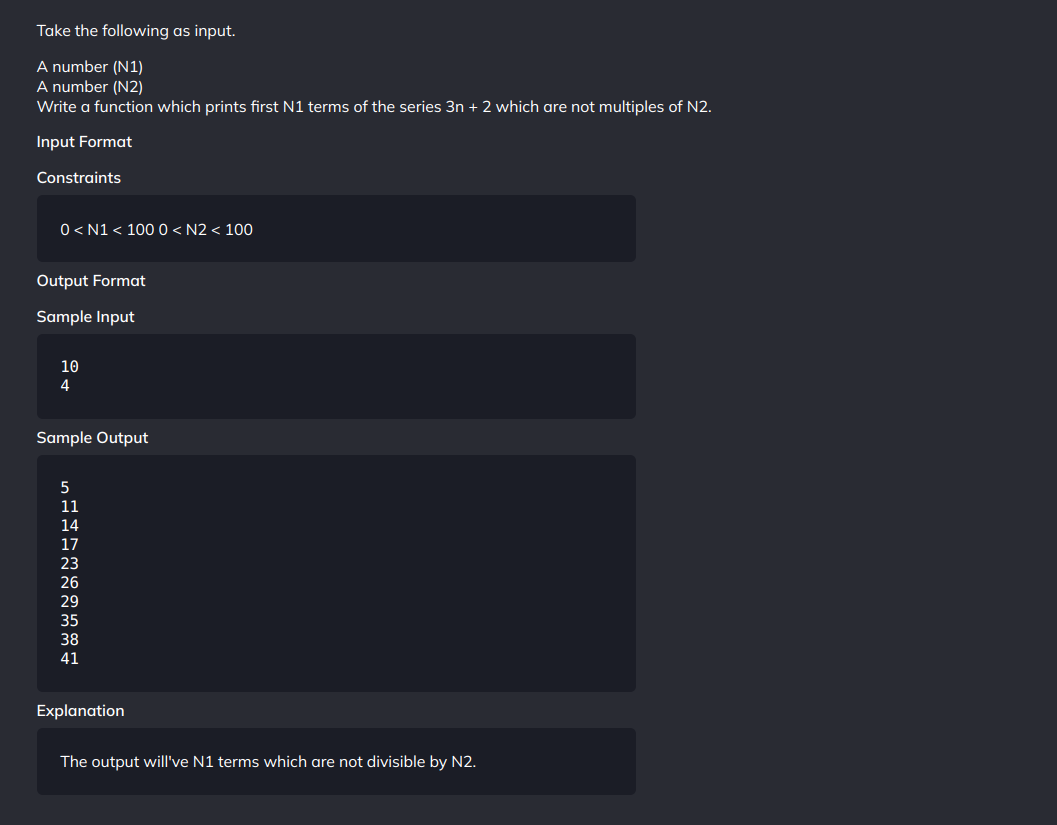 Take the following as input.
A number (N1)
A number (N2)
Write a function which prints first N1 terms of the series 3n + 2 which are not multiples of N2.
Input Format
Constraints
0 < N1 < 100 0 < N2 < 100
Output Format
Sample Input
10
4
Sample Output
5
11
14
17
23
26
29
35
38
41
Explanation
The output will've N1 terms which are not divisible by N2.